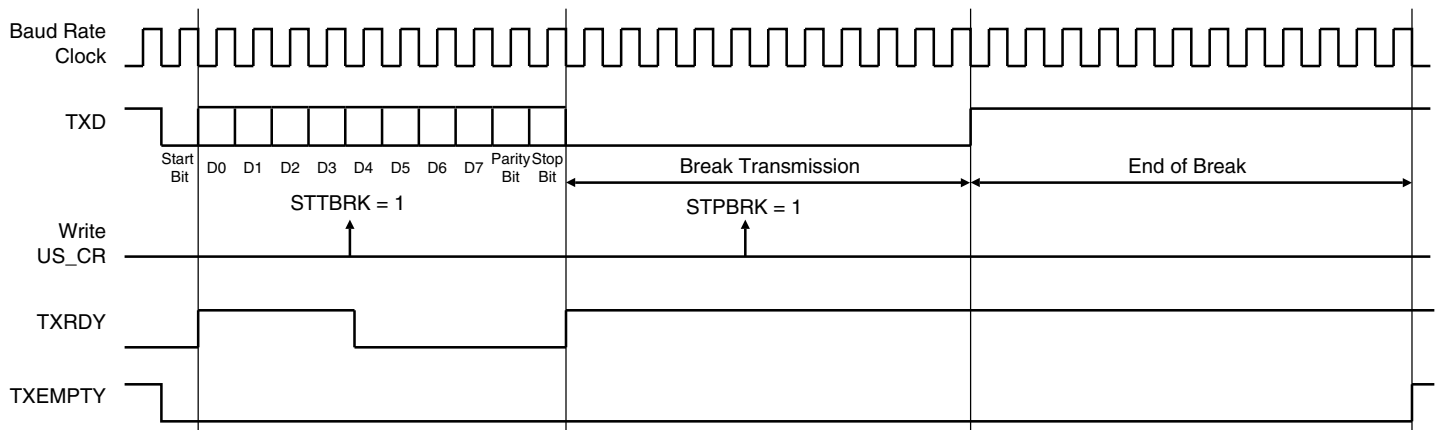 Baud Rate
Clock
TXD
Start
Bit
D0
D1
D2
D3
D4
D5
D6
D7
Parity
Bit
Stop
Bit
Break Transmission
End of Break
STTBRK = 1
STPBRK = 1
Write
US_CR
TXRDY
TXEMPTY